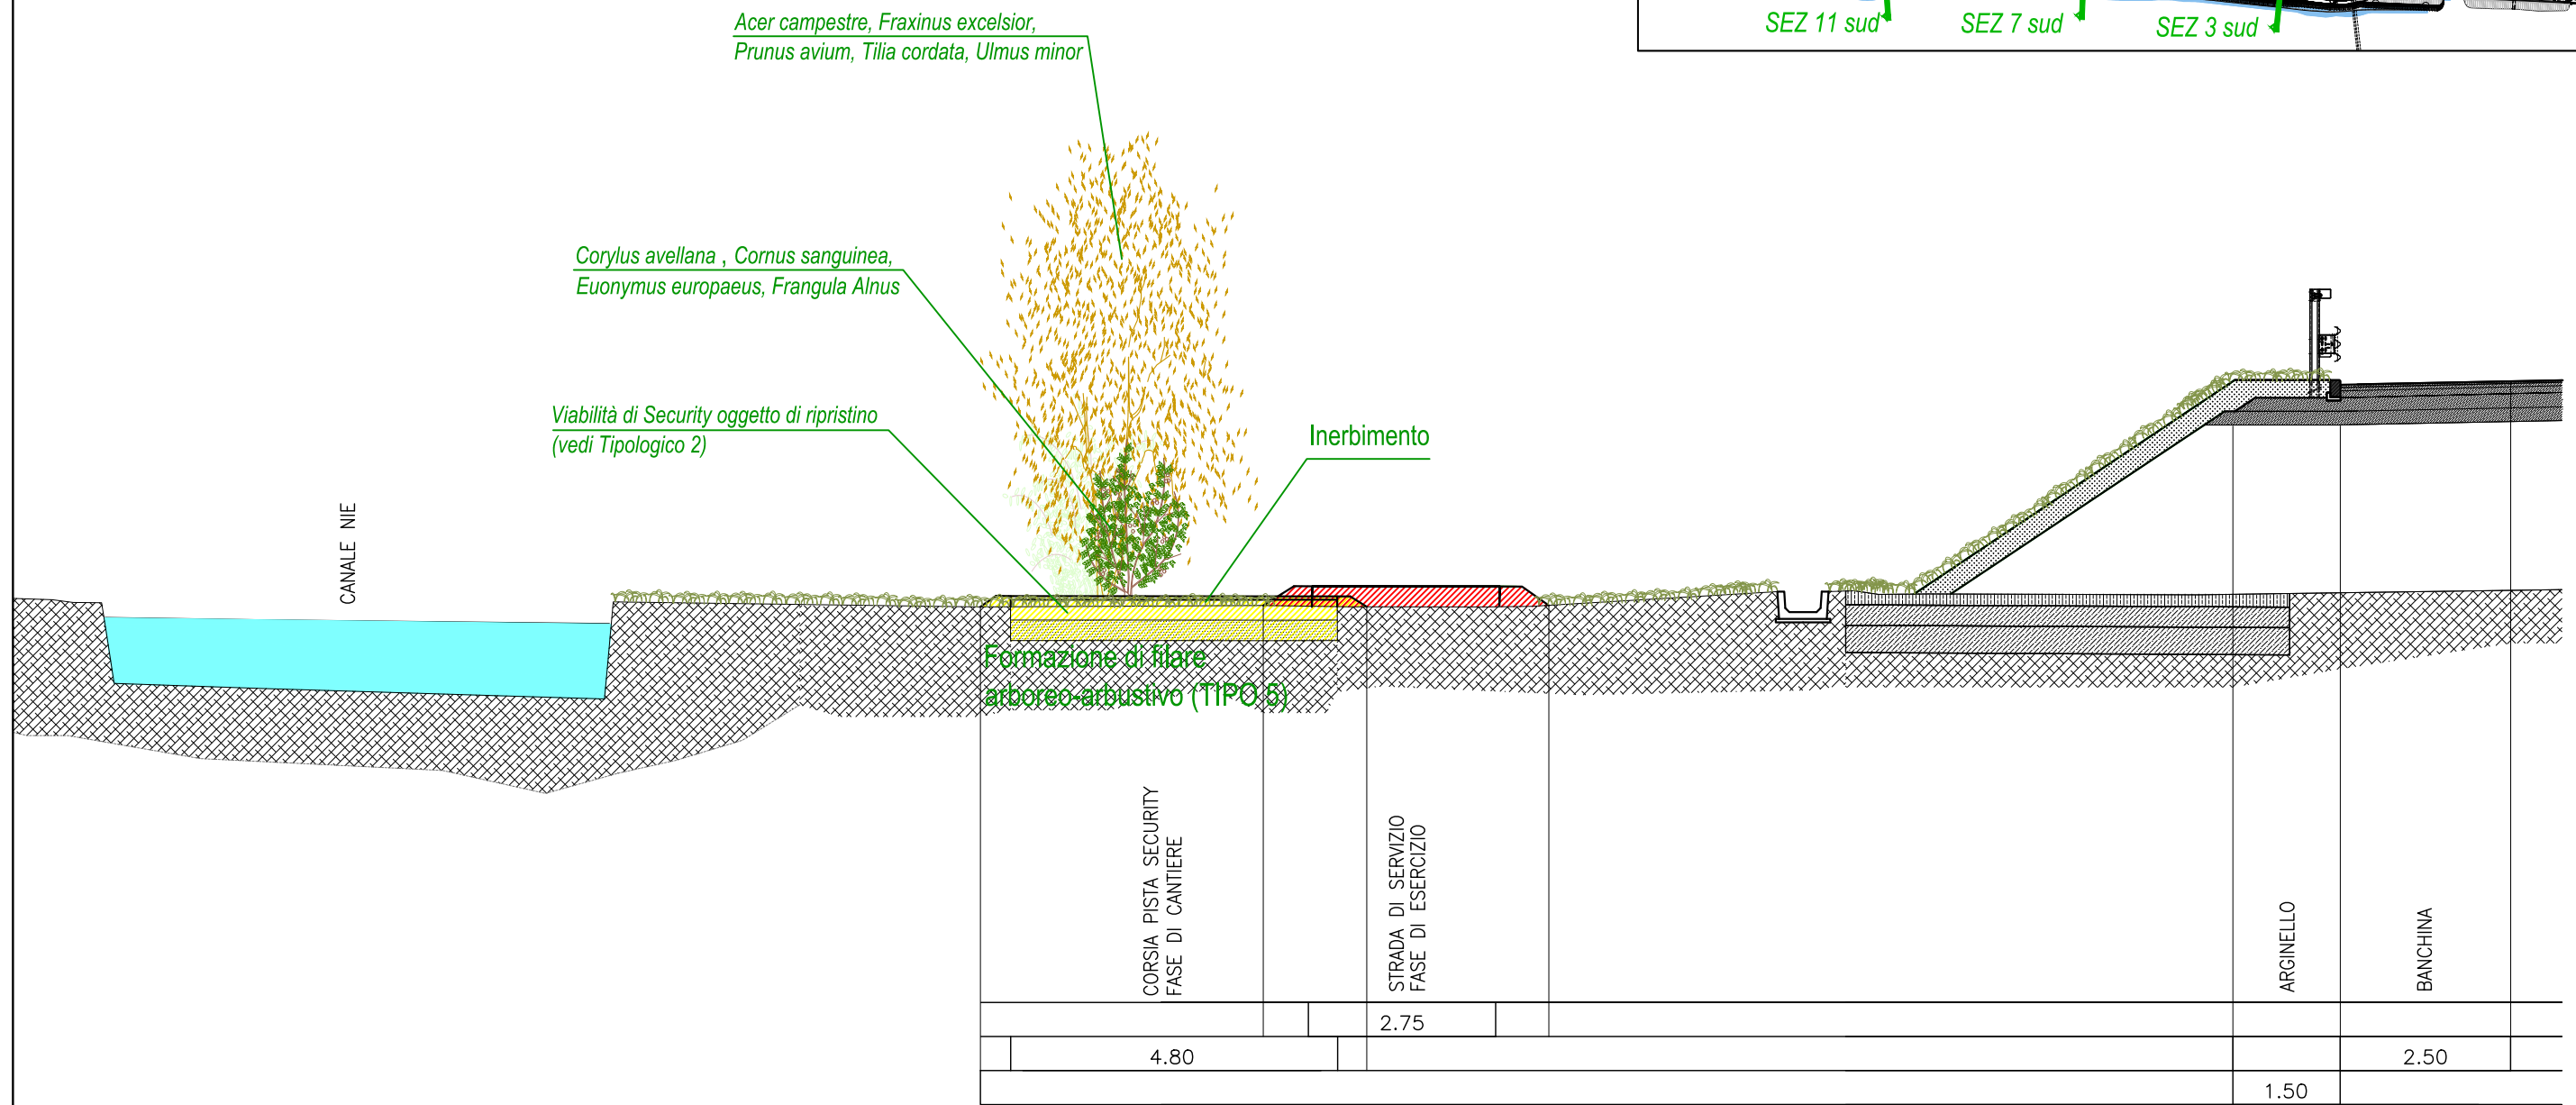 Acer campestre, Fraxinus excelsior,
Prunus avium, Tilia cordata, Ulmus minor
SEZ 11 sud
SEZ 7 sud
SEZ 3 sud
Corylus avellana , Cornus sanguinea,
Euonymus europaeus, Frangula Alnus
Viabilità di Security oggetto di ripristino
(vedi Tipologico 2)
Inerbimento
CANALE NIE
Formazione di filare
arboreo-arbustivo (TIPO 5)
CORSIA PISTA SECURITY
FASE DI CANTIERE
STRADA DI SERVIZIO
FASE DI ESERCIZIO
ARGINELLO
BANCHINA
2.75
4.80
2.50
1.50